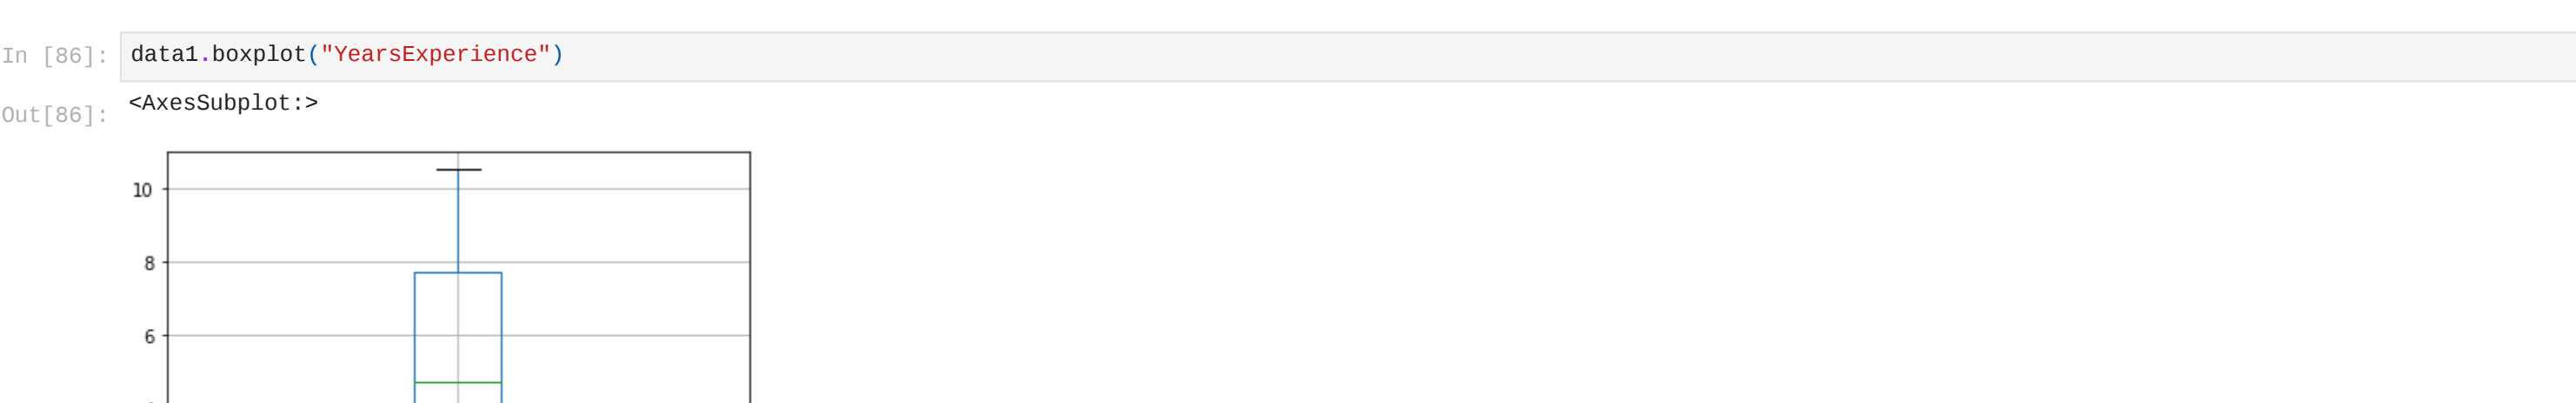 In [86]: data1.boxplot("YearsExperience")
Out[86]: <AxesSubplot:>
10
8
6